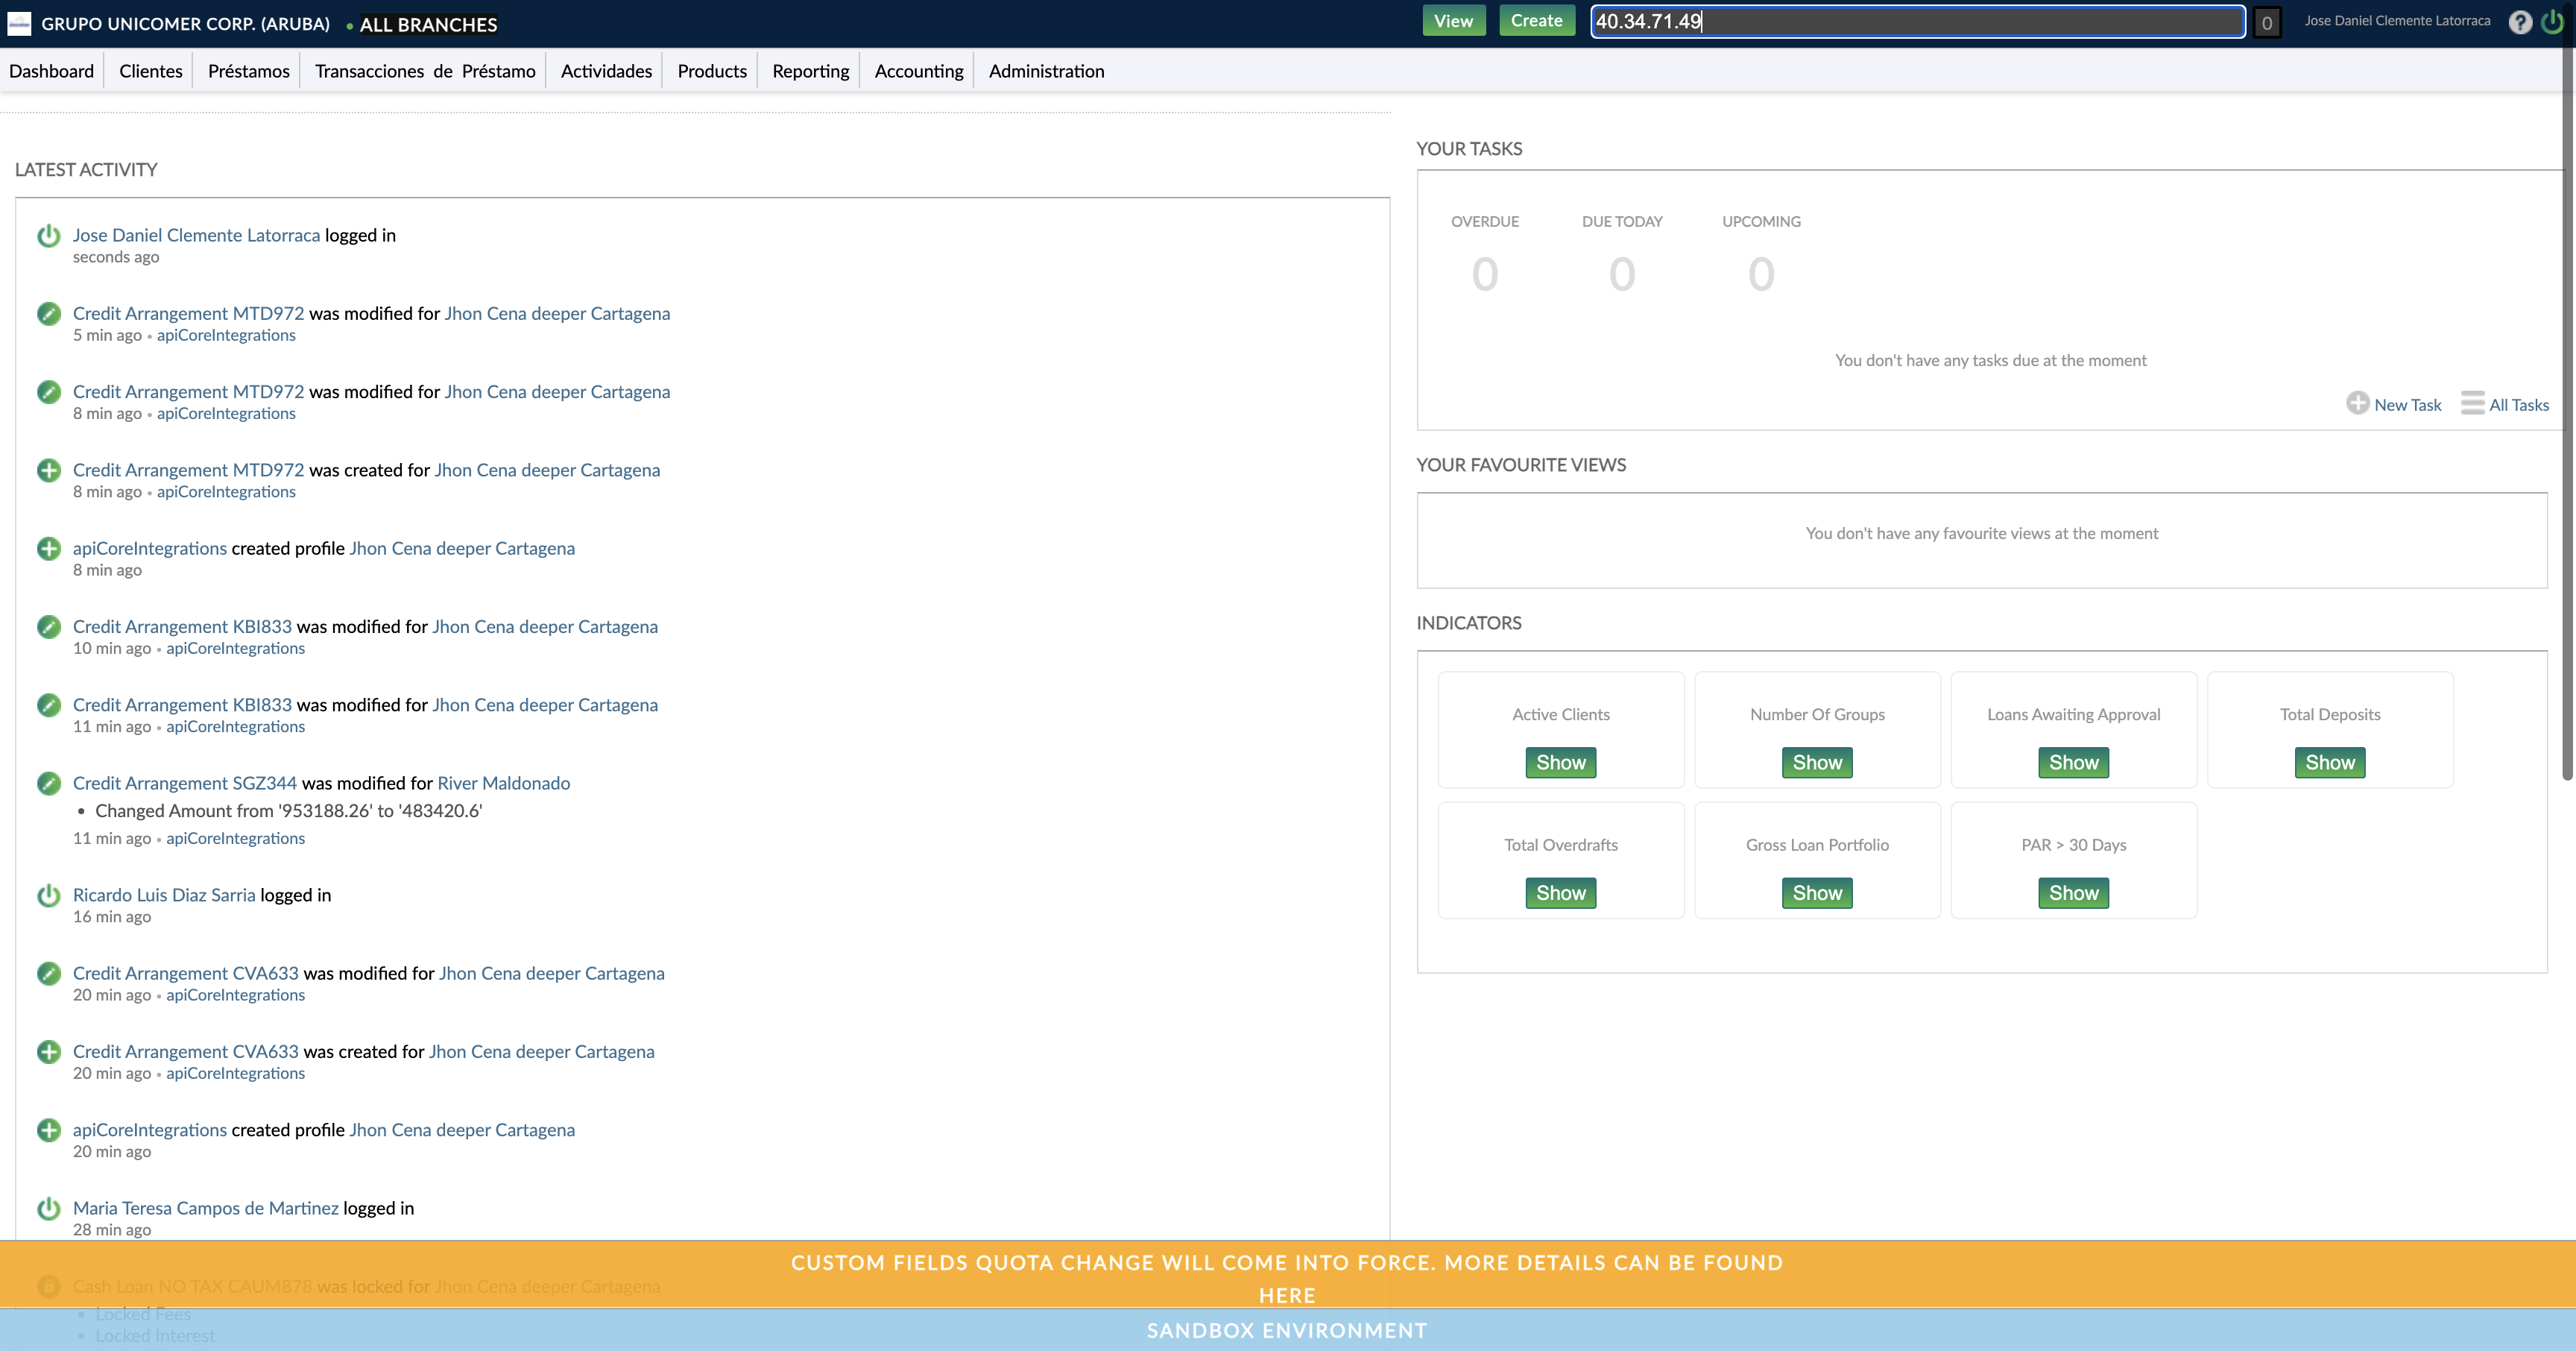 GRUPO UNICOMER CORP. (ARUBA) • ALL BRANCHES
View Create 40.34.71.49 0 Jose Daniel Clemente Latorraca ?
Dashboard Clientes Préstamos Transacciones de Préstamo Actividades Products Reporting Accounting Administration
LATEST ACTIVITY
Jose Daniel Clemente Latorraca logged in
seconds ago
Credit Arrangement MTD972 was modified for Jhon Cena deeper Cartagena
5 min ago • apiCoreIntegrations
Credit Arrangement MTD972 was modified for Jhon Cena deeper Cartagena
8 min ago • apiCoreIntegrations
Credit Arrangement MTD972 was created for Jhon Cena deeper Cartagena
8 min ago • apiCoreIntegrations
apiCoreIntegrations created profile Jhon Cena deeper Cartagena
8 min ago
Credit Arrangement KBI833 was modified for Jhon Cena deeper Cartagena
10 min ago • apiCoreIntegrations
Credit Arrangement KBI833 was modified for Jhon Cena deeper Cartagena
11 min ago • apiCoreIntegrations
Credit Arrangement SGZ344 was modified for River Maldonado
• Changed Amount from '953188.26' to '483420.6'
11 min ago • apiCoreIntegrations
Ricardo Luis Diaz Sarria logged in
16 min ago
Credit Arrangement CVA633 was modified for Jhon Cena deeper Cartagena
20 min ago • apiCoreIntegrations
Credit Arrangement CVA633 was created for Jhon Cena deeper Cartagena
20 min ago • apiCoreIntegrations
apiCoreIntegrations created profile Jhon Cena deeper Cartagena
20 min ago
Maria Teresa Campos de Martinez logged in
28 min ago
Cash Loan NO TAX CAUM878 was locked for Jhon Cena deeper Cartagena
• Locked Fees
• Locked Interest
YOUR TASKS
OVERDUE DUE TODAY UPCOMING
0 0 0
You don't have any tasks due at the moment
New Task All Tasks
YOUR FAVOURITE VIEWS
You don't have any favourite views at the moment
INDICATORS
Active Clients Number Of Groups Loans Awaiting Approval Total Deposits
Show Show Show Show
Total Overdrafts Gross Loan Portfolio PAR > 30 Days
Show Show Show
CUSTOM FIELDS QUOTA CHANGE WILL COME INTO FORCE. MORE DETAILS CAN BE FOUND
HERE
SANDBOX ENVIRONMENT